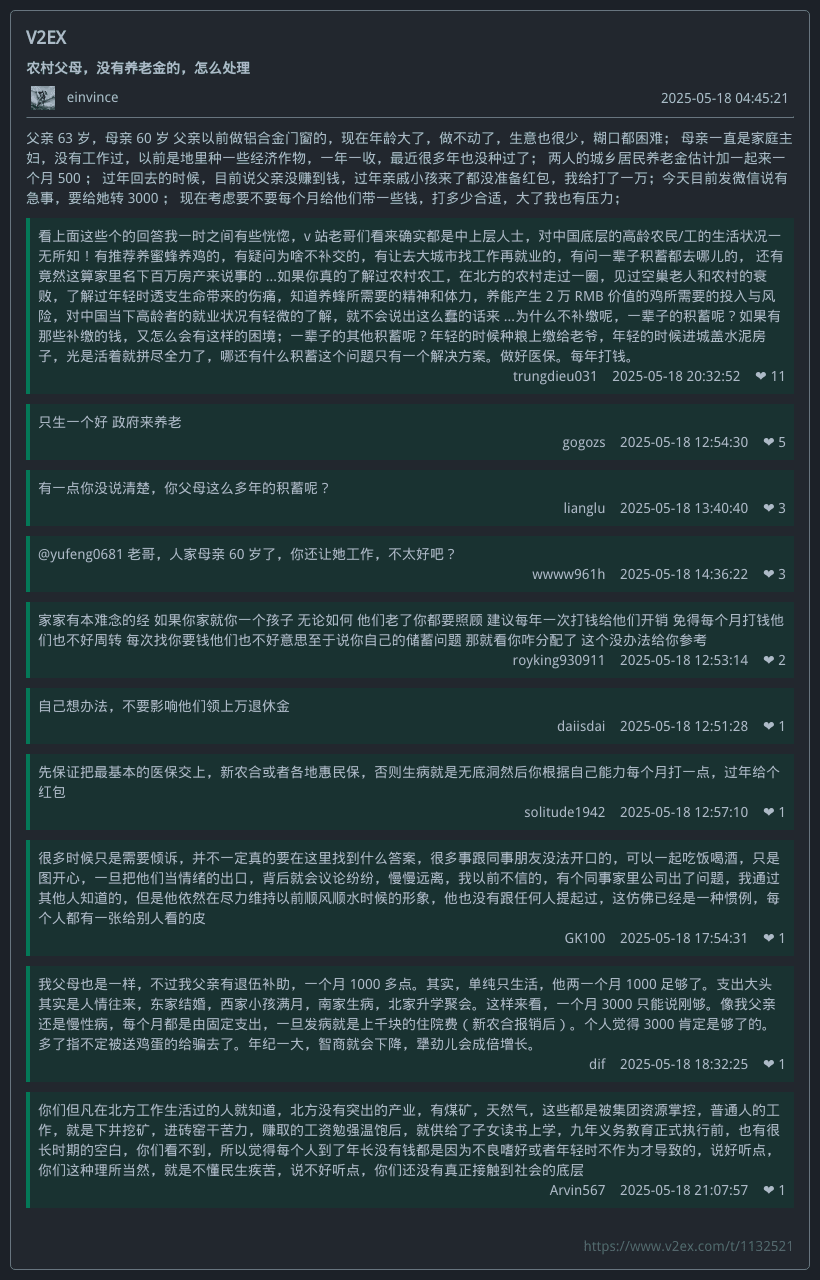 V2EX
农村父母，没有养老金的，怎么处理
einvince 2025-05-18 04:45:21
父亲 63 岁，母亲 60 岁 父亲以前做铝合金门窗的，现在年龄大了，做不动了，生意也很少，糊口都困难； 母亲一直是家庭主
妇，没有工作过，以前是地里种一些经济作物，一年一收，最近很多年也没种过了； 两人的城乡居民养老金估计加一起来一
个月 500 ； 过年回去的时候，目前说父亲没赚到钱，过年亲戚小孩来了都没准备红包，我给打了一万；今天目前发微信说有
急事，要给她转 3000 ； 现在考虑要不要每个月给他们带一些钱，打多少合适，大了我也有压力；
看上面这些个的回答我一时之间有些恍惚，v 站老哥们看来确实都是中上层人士，对中国底层的高龄农民/工的生活状况一
无所知！有推荐养蜜蜂养鸡的，有疑问为啥不补交的，有让去大城市找工作再就业的，有问一辈子积蓄都去哪儿的， 还有
竟然这算家里名下百万房产来说事的 ...如果你真的了解过农村农工，在北方的农村走过一圈，见过空巢老人和农村的衰
败，了解过年轻时透支生命带来的伤痛，知道养蜂所需要的精神和体力，养能产生 2 万 RMB 价值的鸡所需要的投入与风
险，对中国当下高龄者的就业状况有轻微的了解，就不会说出这么蠢的话来 ...为什么不补缴呢，一辈子的积蓄呢？如果有
那些补缴的钱，又怎么会有这样的困境；一辈子的其他积蓄呢？年轻的时候种粮上缴给老爷，年轻的时候进城盖水泥房
子，光是活着就拼尽全力了，哪还有什么积蓄这个问题只有一个解决方案。做好医保。每年打钱。
trungdieu031 2025-05-18 20:32:52 ❤ 11
只生一个好 政府来养老
gogozs 2025-05-18 12:54:30 ❤ 5
有一点你没说清楚，你父母这么多年的积蓄呢？
lianglu 2025-05-18 13:40:40 ❤ 3
@yufeng0681 老哥，人家母亲 60 岁了，你还让她工作，不太好吧？
wwww961h 2025-05-18 14:36:22 ❤ 3
家家有本难念的经 如果你家就你一个孩子 无论如何 他们老了你都要照顾 建议每年一次打钱给他们开销 免得每个月打钱他
们也不好周转 每次找你要钱他们也不好意思至于说你自己的储蓄问题 那就看你咋分配了 这个没办法给你参考
royking930911 2025-05-18 12:53:14 ❤ 2
自己想办法，不要影响他们领上万退休金
daiisdai 2025-05-18 12:51:28 ❤ 1
先保证把最基本的医保交上，新农合或者各地惠民保，否则生病就是无底洞然后你根据自己能力每个月打一点，过年给个
红包
solitude1942 2025-05-18 12:57:10 ❤ 1
很多时候只是需要倾诉，并不一定真的要在这里找到什么答案，很多事跟同事朋友没法开口的，可以一起吃饭喝酒，只是
图开心，一旦把他们当情绪的出口，背后就会议论纷纷，慢慢远离，我以前不信的，有个同事家里公司出了问题，我通过
其他人知道的，但是他依然在尽力维持以前顺风顺水时候的形象，他也没有跟任何人提起过，这仿佛已经是一种惯例，每
个人都有一张给别人看的皮
GK100 2025-05-18 17:54:31 ❤ 1
我父母也是一样，不过我父亲有退伍补助，一个月 1000 多点。其实，单纯只生活，他两一个月 1000 足够了。支出大头
其实是人情往来，东家结婚，西家小孩满月，南家生病，北家升学聚会。这样来看，一个月 3000 只能说刚够。像我父亲
还是慢性病，每个月都是由固定支出，一旦发病就是上千块的住院费（新农合报销后）。个人觉得 3000 肯定是够了的。
多了指不定被送鸡蛋的给骗去了。年纪一大，智商就会下降，犟劲儿会成倍增长。
dif 2025-05-18 18:32:25 ❤ 1
你们但凡在北方工作生活过的人就知道，北方没有突出的产业，有煤矿，天然气，这些都是被集团资源掌控，普通人的工
作，就是下井挖矿，进砖窑干苦力，赚取的工资勉强温饱后，就供给了子女读书上学，九年义务教育正式执行前，也有很
长时期的空白，你们看不到，所以觉得每个人到了年长没有钱都是因为不良嗜好或者年轻时不作为才导致的，说好听点，
你们这种理所当然，就是不懂民生疾苦，说不好听点，你们还没有真正接触到社会的底层
Arvin567 2025-05-18 21:07:57 ❤ 1
https://www.v2ex.com/t/1132521